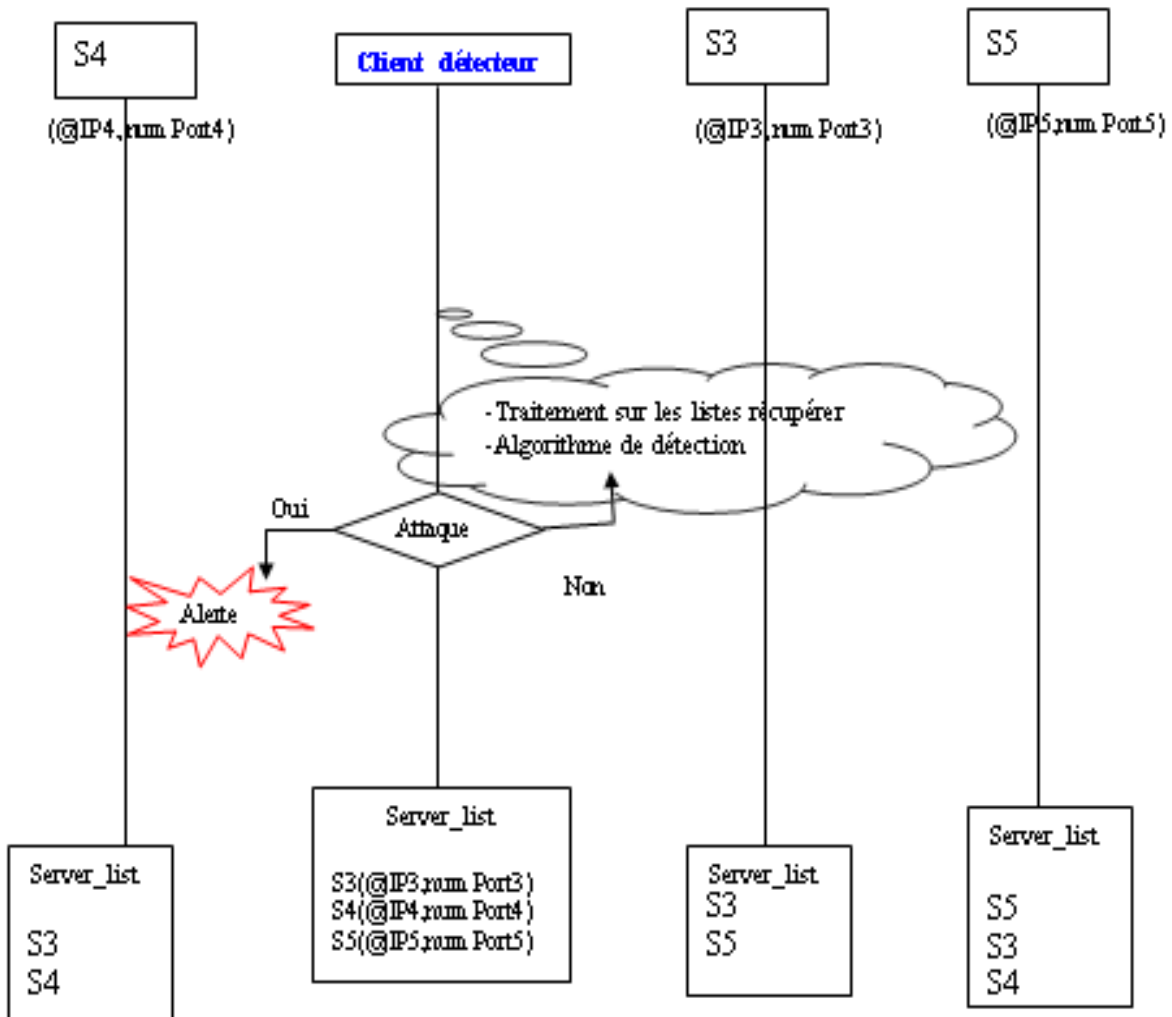 S4
Client détecteur
S3
S5
(@IP4,num Port4)
(@IP3,num Port3)
(@IP5,num Port5)
-Traitement sur les listes récupérer
-Algorithme de détection
Oui
Attaque
Non
Alerte
Server_list
S3
S4
Server_list
S3(@IP3,num Port3)
S4(@IP4,num Port4)
S5(@IP5,num Port5)
Server_list
S3
S5
Server_list
S5
S3
S4